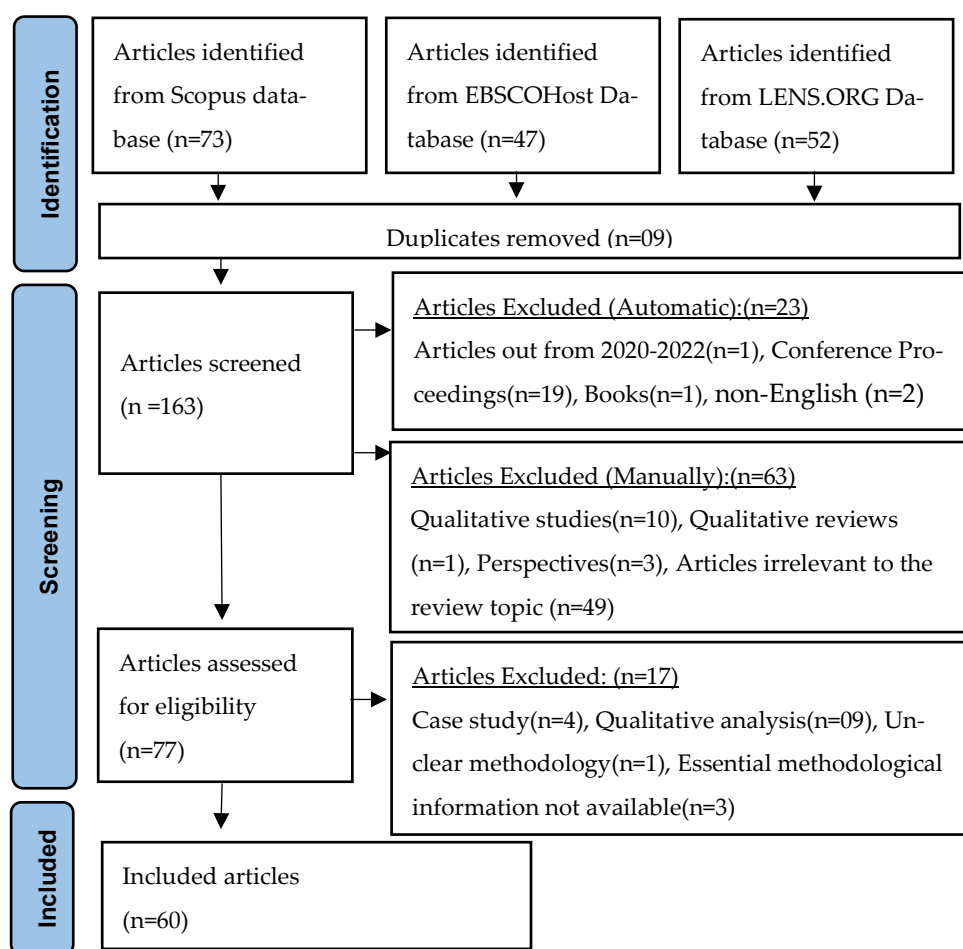 Identification
Articles identified
from Scopus data-
base (n=73)
Articles identified
from EBSCOHost Da-
tabase (n=47)
Articles identified
from LENS.ORG Da-
tabase (n=52)
Duplicates removed (n=09)
Screening
Articles screened
(n =163)
Articles Excluded (Automatic):(n=23)
Articles out from 2020-2022(n=1), Conference Pro-
ceedings(n=19), Books(n=1), non-English (n=2)
Articles Excluded (Manually):(n=63)
Qualitative studies(n=10), Qualitative reviews
(n=1), Perspectives(n=3), Articles irrelevant to the
review topic (n=49)
Articles assessed
for eligibility
(n=77)
Articles Excluded: (n=17)
Case study(n=4), Qualitative analysis(n=09), Un-
clear methodology(n=1), Essential methodological
information not available(n=3)
Included
Included articles
(n=60)